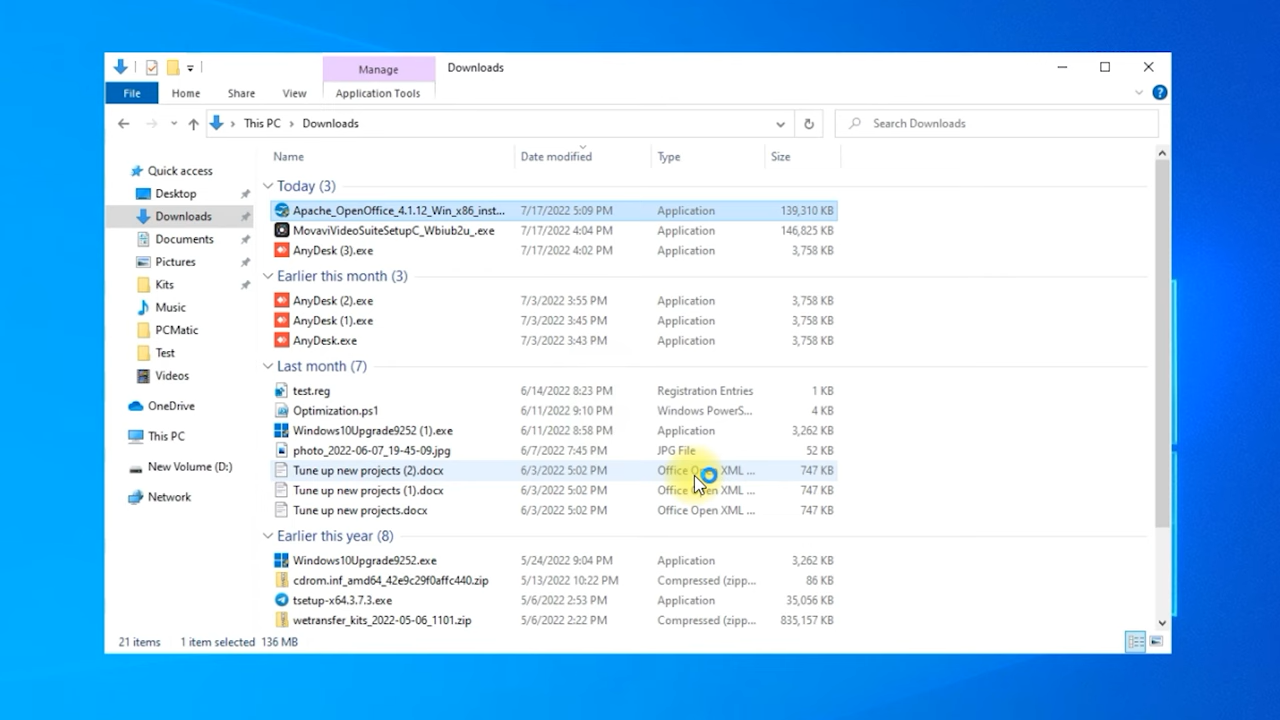 Manage
Downloads
File
Home
Share
View
Application Tools
This PC
Downloads
Search Downloads
Name
Date modified
Type
Size
Quick access
Desktop
Downloads
Documents
Pictures
Kits
Music
PCMatic
Test
Videos
OneDrive
This PC
New Volume (D:)
Network
Today (3)
Apache_OpenOffice_4.1.12_Win_x86_inst... 7/17/2022 5:09 PM Application 139,310 KB
MovaviVideoSuiteSetupC_Wbiub2u_.exe 7/17/2022 4:04 PM Application 146,825 KB
AnyDesk (3).exe 7/17/2022 4:02 PM Application 3,758 KB
Earlier this month (3)
AnyDesk (2).exe 7/3/2022 3:55 PM Application 3,758 KB
AnyDesk (1).exe 7/3/2022 3:45 PM Application 3,758 KB
AnyDesk.exe 7/3/2022 3:43 PM Application 3,758 KB
Last month (7)
test.reg 6/14/2022 8:23 PM Registration Entries 1 KB
Optimization.ps1 6/11/2022 9:10 PM Windows PowerS... 4 KB
Windows10Upgrade9252 (1).exe 6/11/2022 8:58 PM Application 3,262 KB
photo_2022-06-07_19-45-09.jpg 6/7/2022 7:45 PM JPG File 52 KB
Tune up new projects (2).docx 6/3/2022 5:02 PM Office Open XML ... 747 KB
Tune up new projects (1).docx 6/3/2022 5:02 PM Office Open XML ... 747 KB
Tune up new projects.docx 6/3/2022 5:02 PM Office Open XML ... 747 KB
Earlier this year (8)
Windows10Upgrade9252.exe 5/24/2022 9:04 PM Application 3,262 KB
cdrom.inf_amd64_42e9c29f0affc440.zip 5/13/2022 10:22 PM Compressed (zipp... 86 KB
tsetup-x64.3.7.3.exe 5/6/2022 2:53 PM Application 35,056 KB
wetransfer_kits_2022-05-06_1101.zip 5/6/2022 2:22 PM Compressed (zipp... 835,157 KB
21 items 1 item selected 136 MB